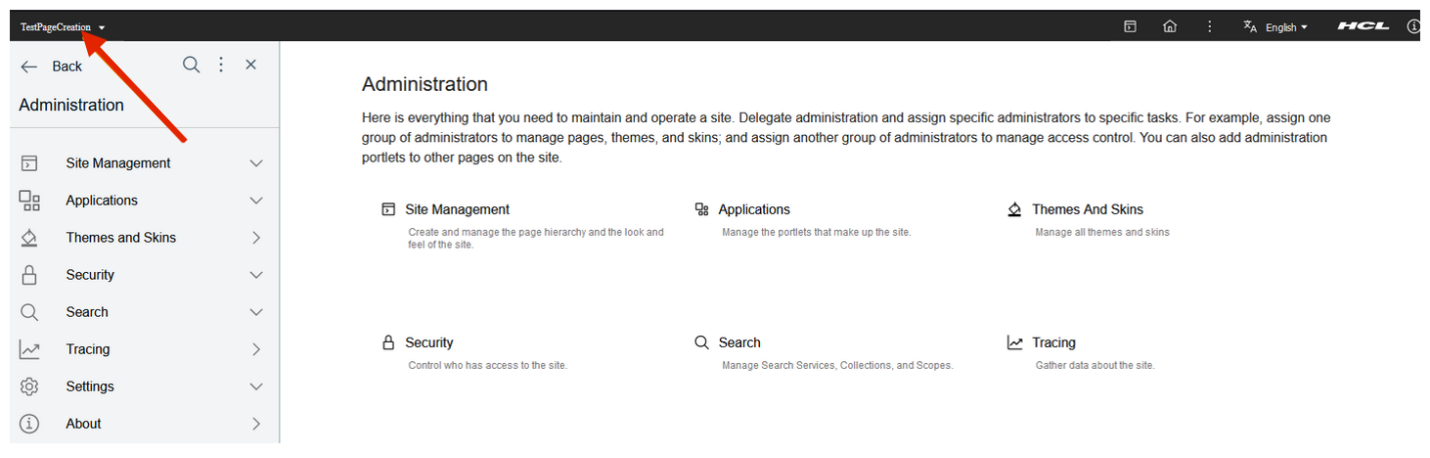 TestPageCreation
English
HCL
Back
Administration
Site Management
Applications
Themes and Skins
Security
Search
Tracing
Settings
About
Administration
Here is everything that you need to maintain and operate a site. Delegate administration and assign specific administrators to specific tasks. For example, assign one
group of administrators to manage pages, themes, and skins; and assign another group of administrators to manage access control. You can also add administration
portlets to other pages on the site.
Site Management
Create and manage the page hierarchy and the look and
feel of the site.
Applications
Manage the portlets that make up the site.
Themes And Skins
Manage all themes and skins
Security
Control who has access to the site.
Search
Manage Search Services, Collections, and Scopes.
Tracing
Gather data about the site.